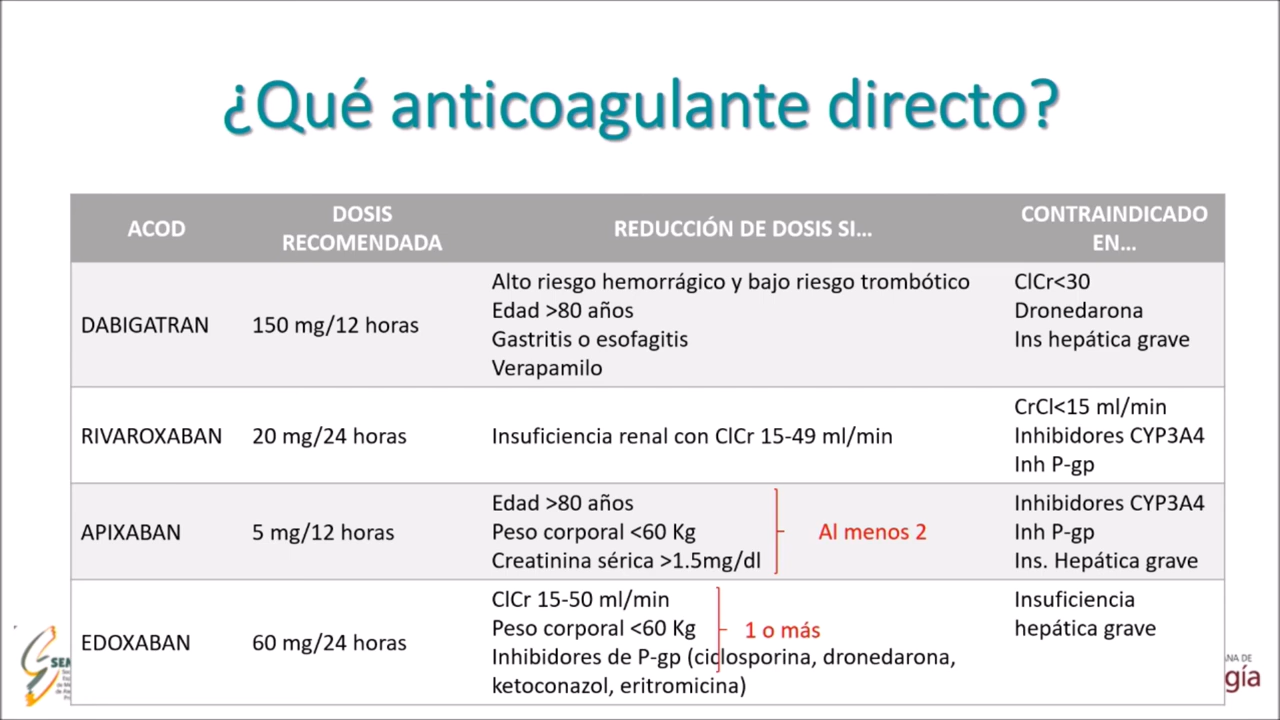 ¿Qué anticoagulante directo?
ACOD
DOSIS
RECOMENDADA
REDUCCIÓN DE DOSIS SI...
CONTRAINDICADO
EN...
DABIGATRAN
150 mg/12 horas
Alto riesgo hemorrágico y bajo riesgo trombótico
Edad >80 años
Gastritis o esofagitis
Verapamilo
ClCr<30
Dronedarona
Ins hepática grave
RIVAROXABAN
20 mg/24 horas
Insuficiencia renal con ClCr 15-49 ml/min
CrCl<15 ml/min
Inhibidores CYP3A4
Inh P-gp
APIXABAN
5 mg/12 horas
Edad >80 años
Peso corporal <60 Kg
Creatinina sérica >1.5mg/dl
Al menos 2
Inhibidores CYP3A4
Inh P-gp
Ins. Hepática grave
EDOXABAN
60 mg/24 horas
ClCr 15-50 ml/min
Peso corporal <60 Kg
Inhibidores de P-gp (ciclosporina, dronedarona,
ketoconazol, eritromicina)
1 o más
Insuficiencia
hepática grave